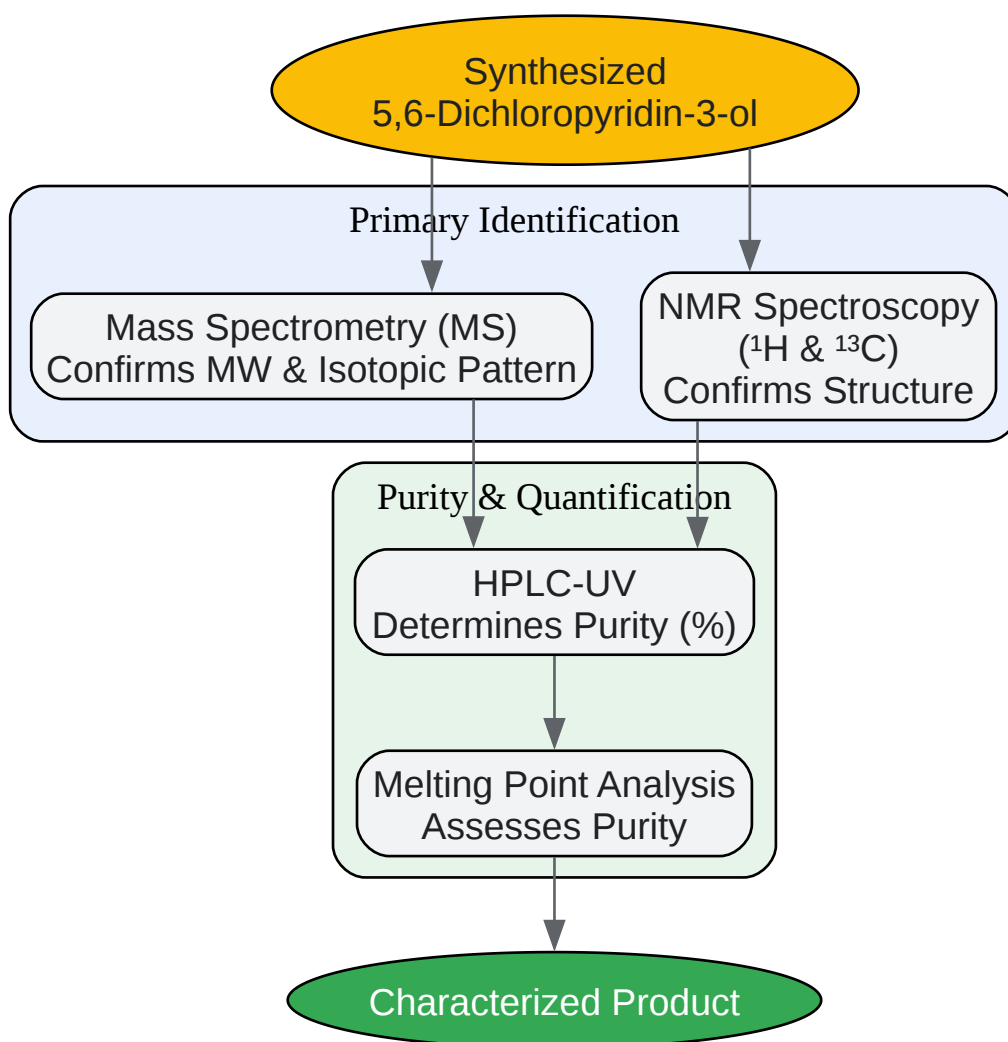 Synthesized
5,6-Dichloropyridin-3-ol
Primary Identification
Mass Spectrometry (MS)
Confirms MW & Isotopic Pattern
NMR Spectroscopy
(¹H & ¹³C)
Confirms Structure
Purity & Quantification
HPLC-UV
Determines Purity (%)
Melting Point Analysis
Assesses Purity
Characterized Product